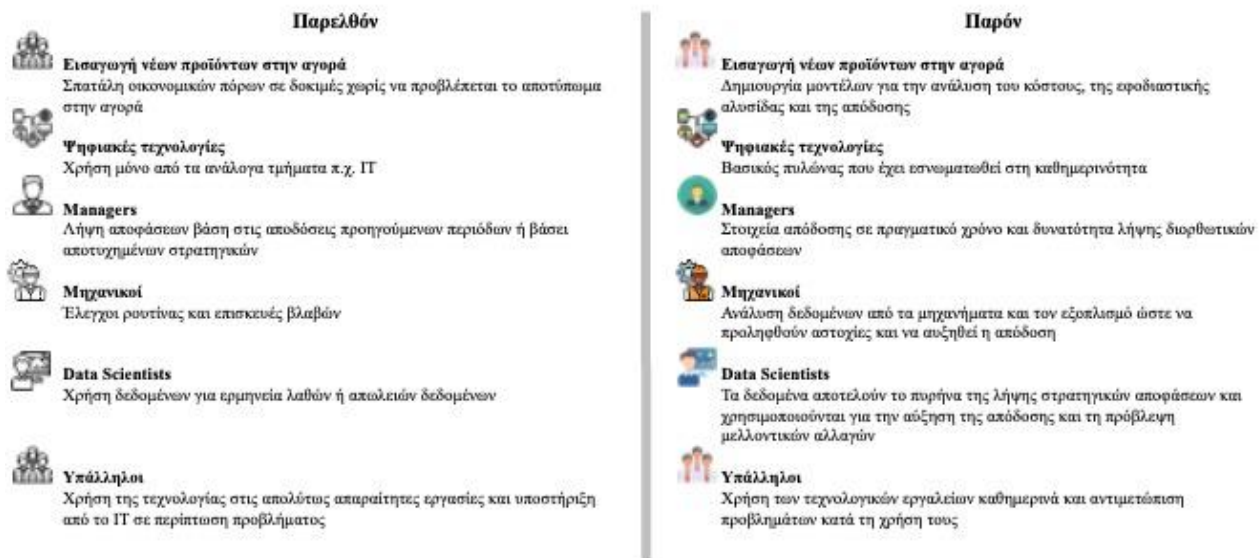 Παρελθόν
Εισαγωγή νέων προϊόντων στην αγορά
Σπατάλη οικονομικών πόρων σε δοκιμές χωρίς να προβλέπεται το αποτύπωμα
στην αγορά
Ψηφιακές τεχνολογίες
Χρήση μόνο από τα ανάλογα τμήματα π.χ. IT
Managers
Λήψη αποφάσεων βάση στις αποδόσεις προηγούμενων περιόδων ή βάσει
αποτυχημένων στρατηγικών
Μηχανικοί
Έλεγχοι ρουτίνας και επισκευές βλαβών
Data Scientists
Χρήση δεδομένων για ερμηνεία λαθών ή απωλειών δεδομένων
Υπάλληλοι
Χρήση της τεχνολογίας στις απολύτως απαραίτητες εργασίες και υποστήριξη
από το IT σε περίπτωση προβλήματος
Παρόν
Εισαγωγή νέων προϊόντων στην αγορά
Δημιουργία μοντέλων για την ανάλυση του κόστους, της εφοδιαστικής
αλυσίδας και της απόδοσης
Ψηφιακές τεχνολογίες
Βασικός πυλώνας που έχει εσνωματωθεί στη καθημερινότητα
Managers
Στοιχεία απόδοσης σε πραγματικό χρόνο και δυνατότητα λήψης διορθωτικών
αποφάσεων
Μηχανικοί
Ανάλυση δεδομένων από τα μηχανήματα και τον εξοπλισμό ώστε να
προληφθούν αστοχίες και να αυξηθεί η απόδοση
Data Scientists
Τα δεδομένα αποτελούν το πυρήνα της λήψης στρατηγικών αποφάσεων και
χρησιμοποιούνται για την αύξηση της απόδοσης και τη πρόβλεψη
μελλοντικών αλλαγών
Υπάλληλοι
Χρήση των τεχνολογικών εργαλείων καθημερινά και αντιμετώπιση
προβλημάτων κατά τη χρήση τους